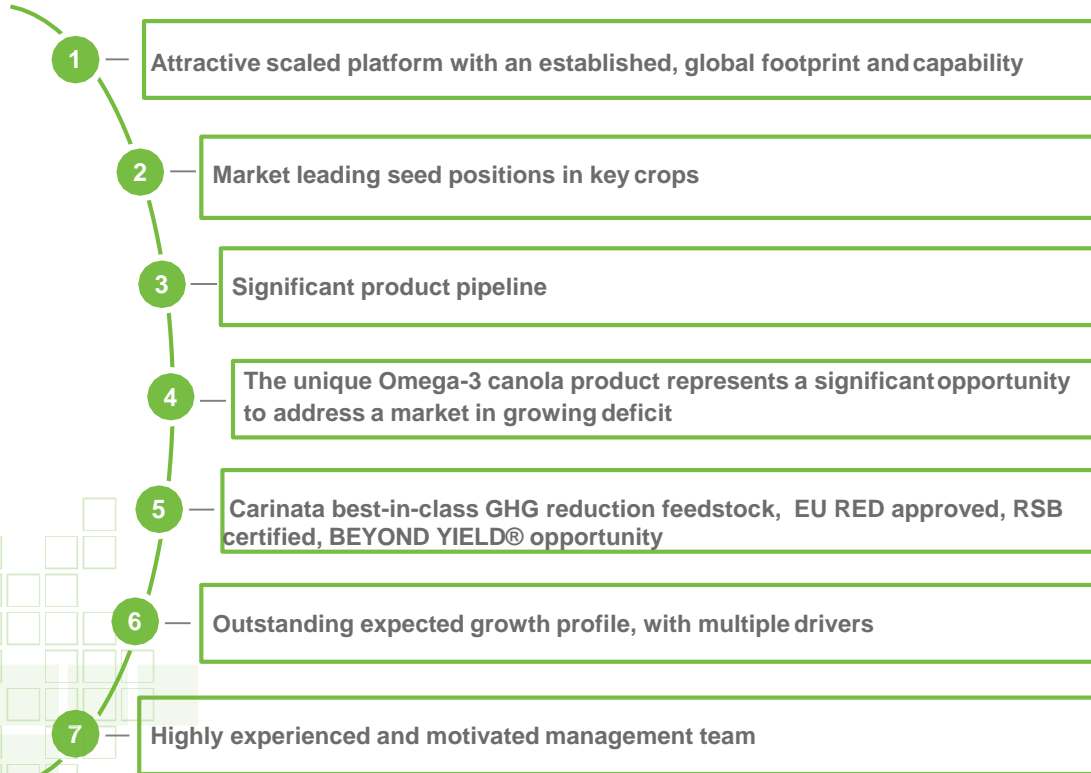 1
Attractive scaled platform with an established, global footprint and capability
2
Market leading seed positions in key crops
3
Significant product pipeline
4
The unique Omega-3 canola product represents a significant opportunity
to address a market in growing deficit
5
Carinata best-in-class GHG reduction feedstock, EU RED approved, RSB
certified, BEYOND YIELD® opportunity
6
Outstanding expected growth profile, with multiple drivers
7
Highly experienced and motivated management team